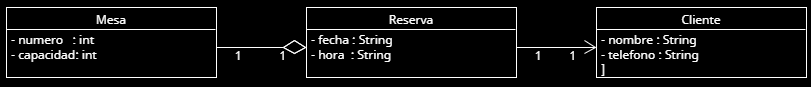 Mesa
- numero : int
- capacidad: int
1 1
Reserva
- fecha : String
- hora : String
1 1
Cliente
- nombre : String
- telefono : String
]